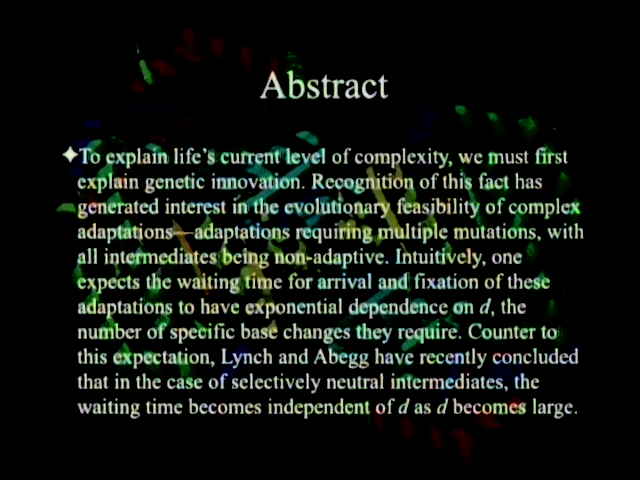 Abstract
✦To explain life's current level of complexity, we must first
explain genetic innovation. Recognition of this fact has
generated interest in the evolutionary feasibility of complex
adaptations—adaptations requiring multiple mutations, with
all intermediates being non-adaptive. Intuitively, one
expects the waiting time for arrival and fixation of these
adaptations to have exponential dependence on d, the
number of specific base changes they require. Counter to
this expectation, Lynch and Abegg have recently concluded
that in the case of selectively neutral intermediates, the
waiting time becomes independent of d as d becomes large.